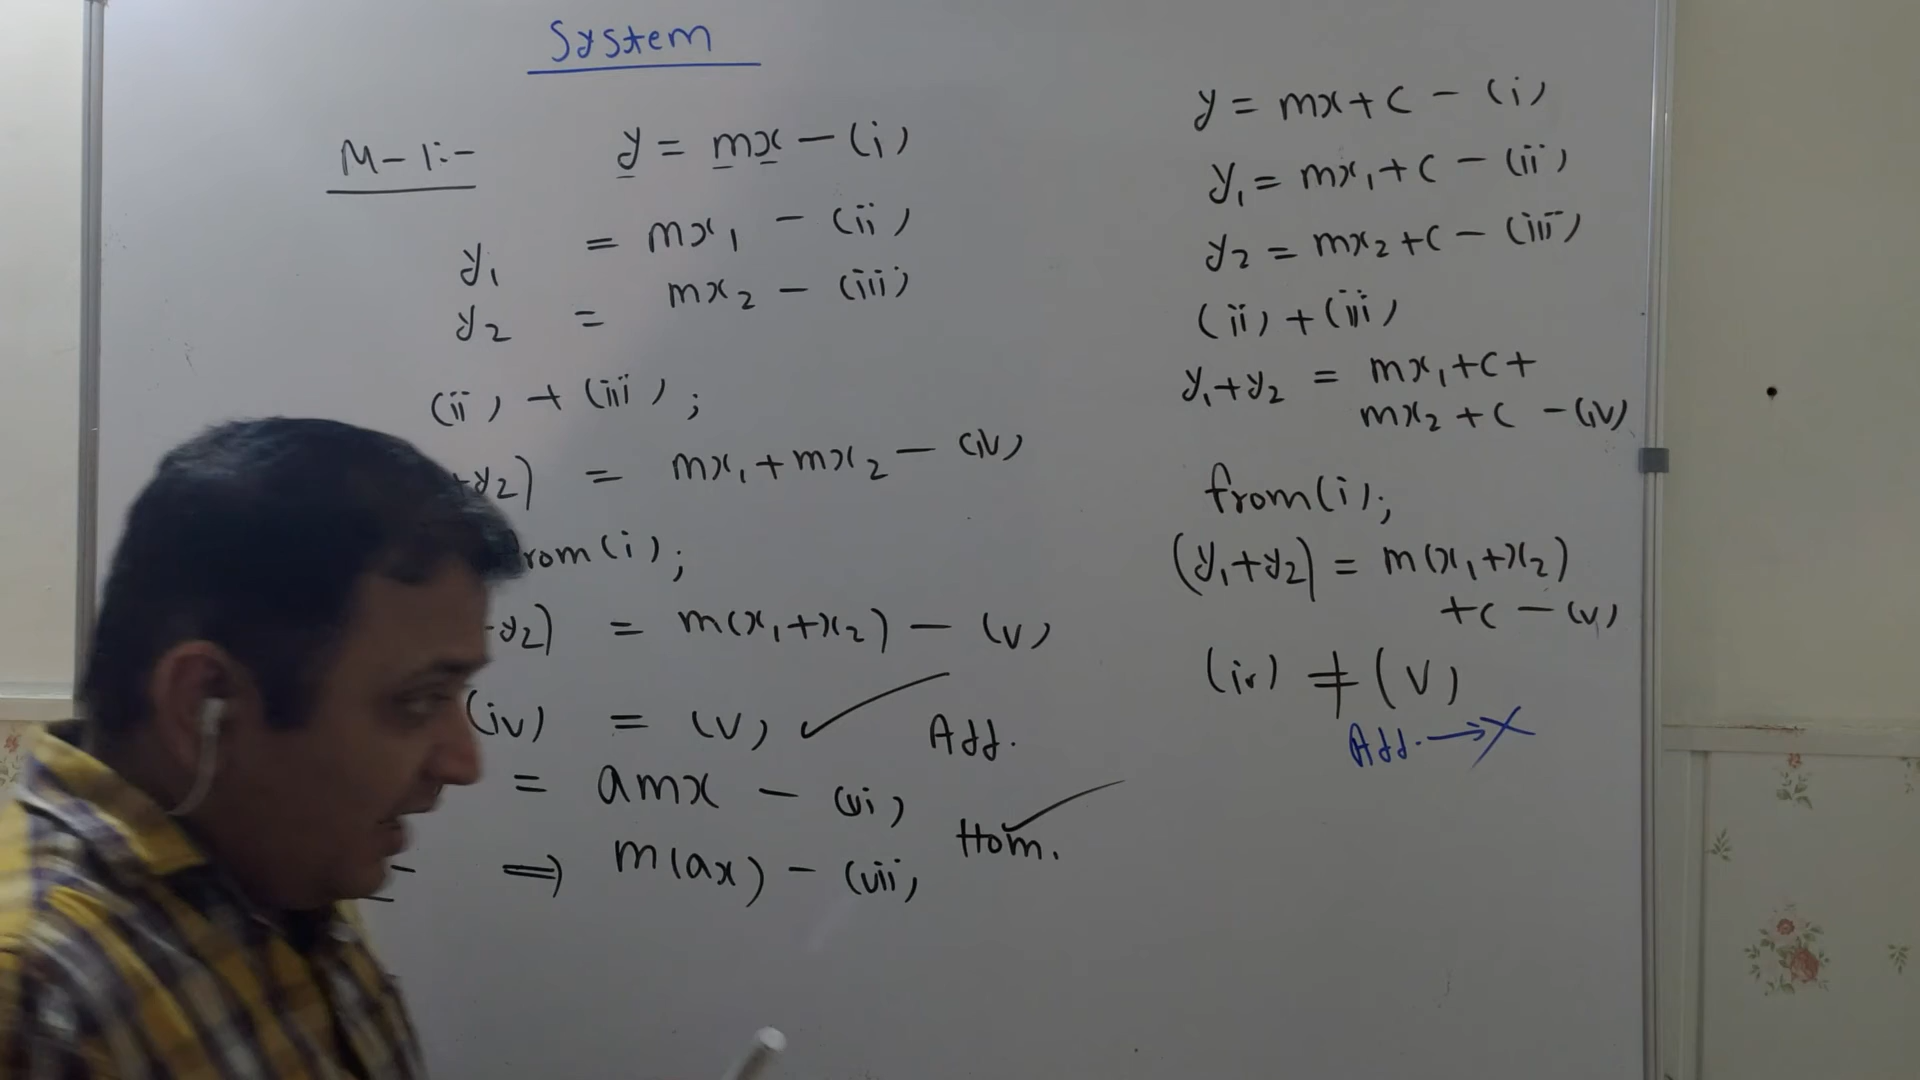 System
M-1:- y = mx - (i)
y₁ = mx₁ - (ii)
y₂ = mx₂ - (iii)
(ii) + (iii) ;
+y₂) = mx₁ + mx₂ - (iv)
rom (i) ;
y₂) = m(x₁+x₂) - (v)
(iv) = (v) ✓ Add.
= amx - (vi)
⇒ m(ax) - (vii) Hom. ✓
y = mx + c - (i)
y₁ = mx₁ + c - (ii)
y₂ = mx₂ + c - (iii)
(ii) + (iii)
y₁+y₂ = mx₁ + c +
mx₂ + c - (iv)
from (i) ;
(y₁+y₂) = m(x₁+x₂)
+c - (v)
(iv) ≠ (v)
Add. → X